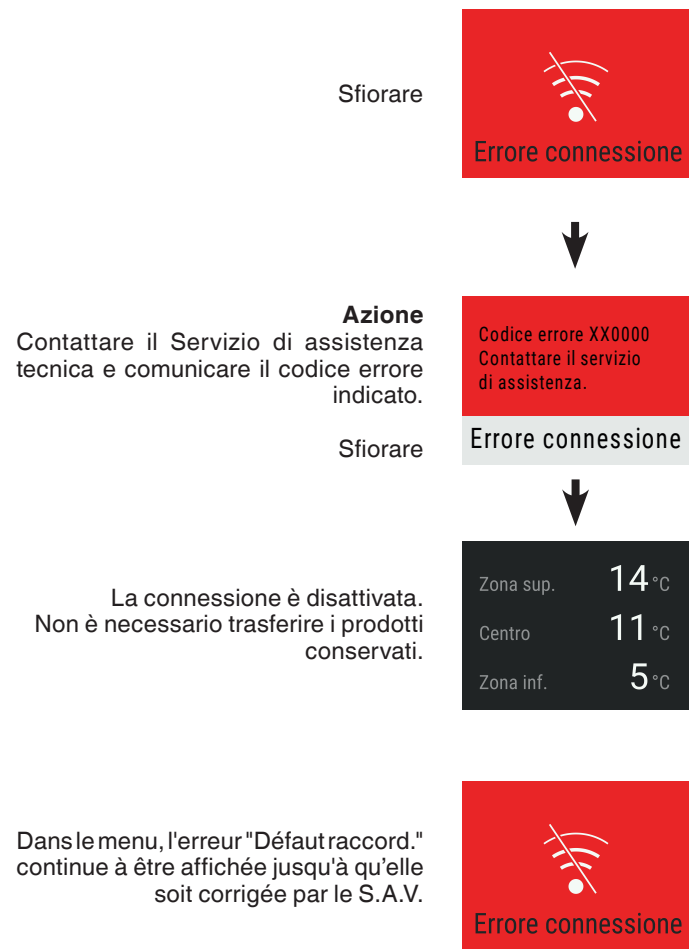 Sfiorare
Errore connessione
Azione
Contattare il Servizio di assistenza
tecnica e comunicare il codice errore
indicato.
Codice errore XX0000
Contattare il servizio
di assistenza.
Sfiorare
Errore connessione
La connessione è disattivata.
Non è necessario trasferire i prodotti
conservati.
Zona sup. 14 °C
Centro 11 °C
Zona inf. 5 °C
Dans le menu, l'erreur "Défaut raccord."
continue à être affichée jusqu'à qu’elle
soit corrigée par le S.A.V.
Errore connessione